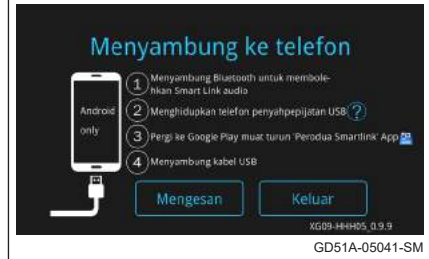 Menyambung ke telefon
Android
only
1 Menyambung Bluetooth untuk membole-
hkan Smart Link audio
2 Menghidupkan telefon penyahpepijatan USB ?
3 Pergi ke Google Play muat turun 'Perodua Smartlink' App
4 Menyambung kabel USB
Mengesan
Keluar
XG09-HHH05_0.9.9
GD51A-05041-SM